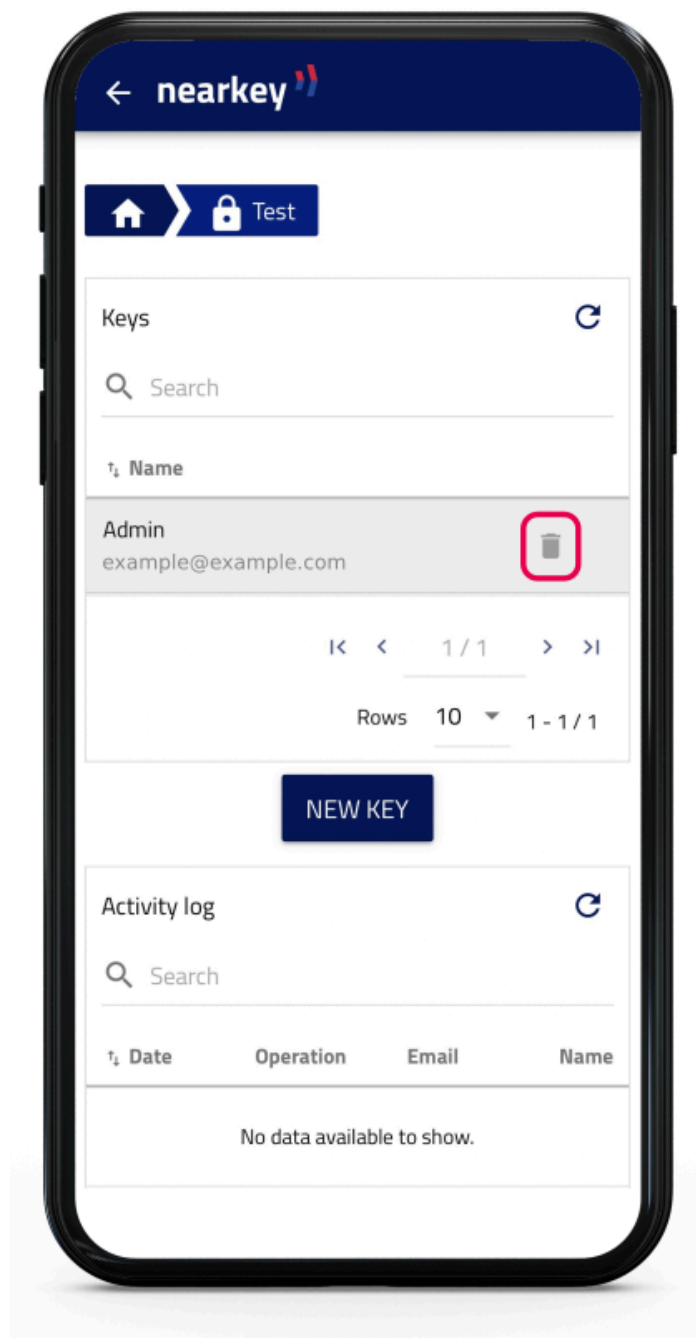 nearkey
Test
Keys
Search
Name
Admin
example@example.com
1 / 1
Rows 10 1 - 1 / 1
NEW KEY
Activity log
Search
Date Operation Email Name
No data available to show.